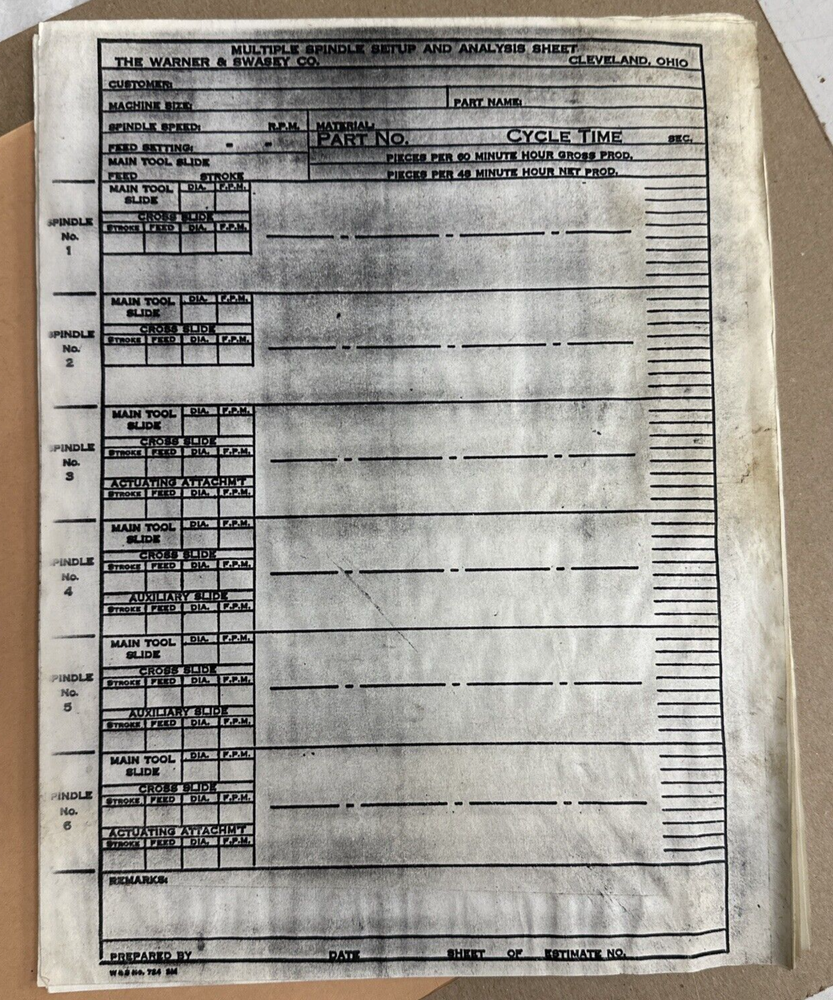 MULTIPLE SPINDLE SETUP AND ANALYSIS SHEET
THE WARNER & SWASEY CO. CLEVELAND, OHIO
CUSTOMER:
MACHINE SIZE: PART NAME:
SPINDLE SPEED: R.P.M. MATERIAL:
FEED SETTING: - - PART NO. CYCLE TIME SEC.
MAIN TOOL SLIDE PIECES PER 60 MINUTE HOUR GROSS PROD.
FEED STROKE PIECES PER 48 MINUTE HOUR NET PROD.
MAIN TOOL SLIDE DIA. F.P.M.
CROSS SLIDE
STROKE FEED DIA. F.P.M.
SPINDLE
No.
1
MAIN TOOL SLIDE DIA. F.P.M.
CROSS SLIDE
STROKE FEED DIA. F.P.M.
SPINDLE
No.
2
MAIN TOOL SLIDE DIA. F.P.M.
CROSS SLIDE
STROKE FEED DIA. F.P.M.
PINDLE
No.
3
ACTUATING ATTACHM'T
STROKE FEED DIA. F.P.M.
MAIN TOOL SLIDE DIA. F.P.M.
CROSS SLIDE
STROKE FEED DIA. F.P.M.
PINDLE
No.
4
AUXILIARY SLIDE
STROKE FEED DIA. F.P.M.
MAIN TOOL SLIDE DIA. F.P.M.
CROSS SLIDE
STROKE FEED DIA. F.P.M.
PINDLE
No.
5
AUXILIARY SLIDE
STROKE FEED DIA. F.P.M.
MAIN TOOL SLIDE DIA. F.P.M.
CROSS SLIDE
STROKE FEED DIA. F.P.M.
PINDLE
No.
6
ACTUATING ATTACHM'T
STROKE FEED DIA. F.P.M.
REMARKS:
PREPARED BY DATE SHEET OF ESTIMATE NO.
W & S No. 724 5M